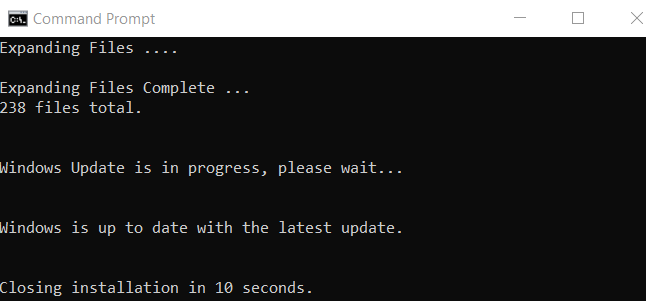 Command Prompt
Expanding Files ....
Expanding Files Complete ...
238 files total.
Windows Update is in progress, please wait...
Windows is up to date with the latest update.
Closing installation in 10 seconds.